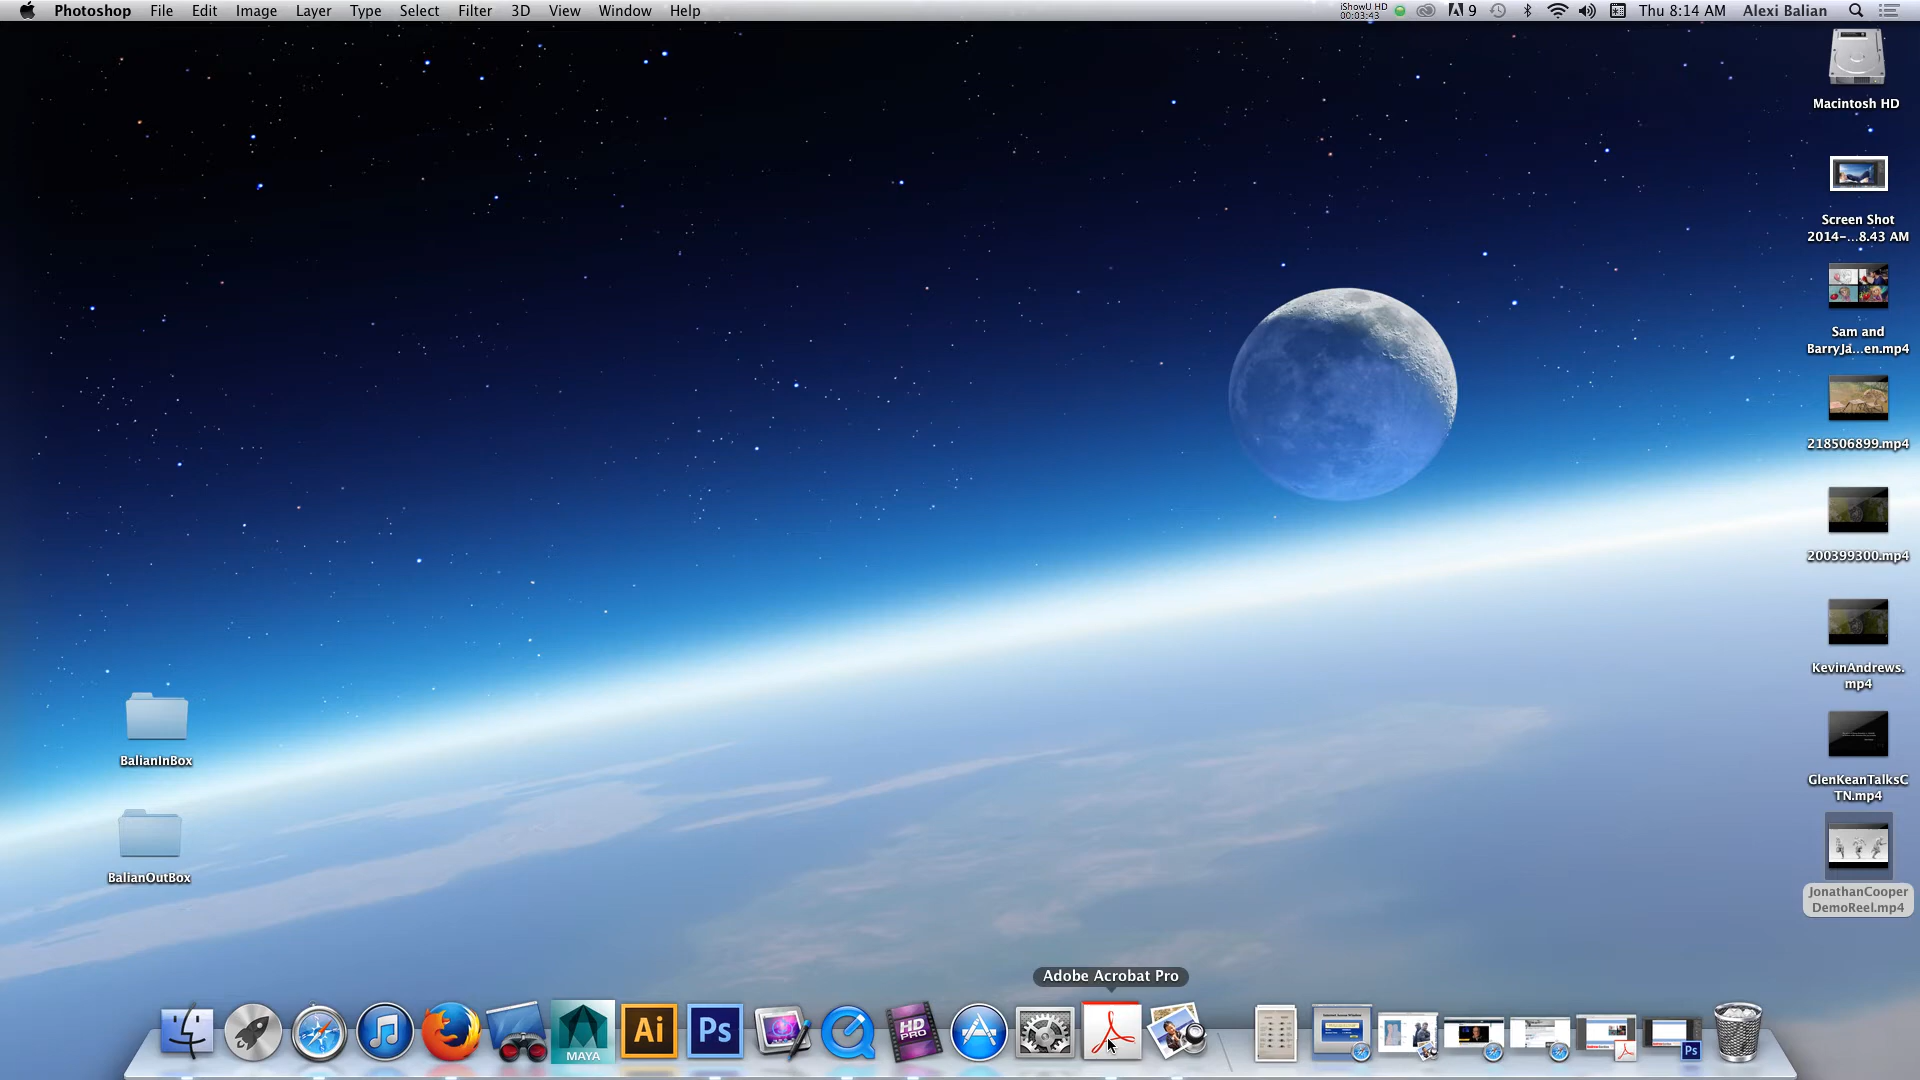 Photoshop File Edit Image Layer Type Select Filter 3D View Window Help
iShowU HD
00:03:43
9
Thu 8:14 AM Alexi Balian
Macintosh HD
Screen Shot
2014-...8.43 AM
Sam and
BarryJa...en.mp4
218506899.mp4
200399300.mp4
KevinAndrews.
mp4
GlenKeanTalksC
TN.mp4
JonathanCooper
DemoReel.mp4
BalianInBox
BalianOutBox
Adobe Acrobat Pro
MAYA
Ai
Ps
HD
PRO
Ps